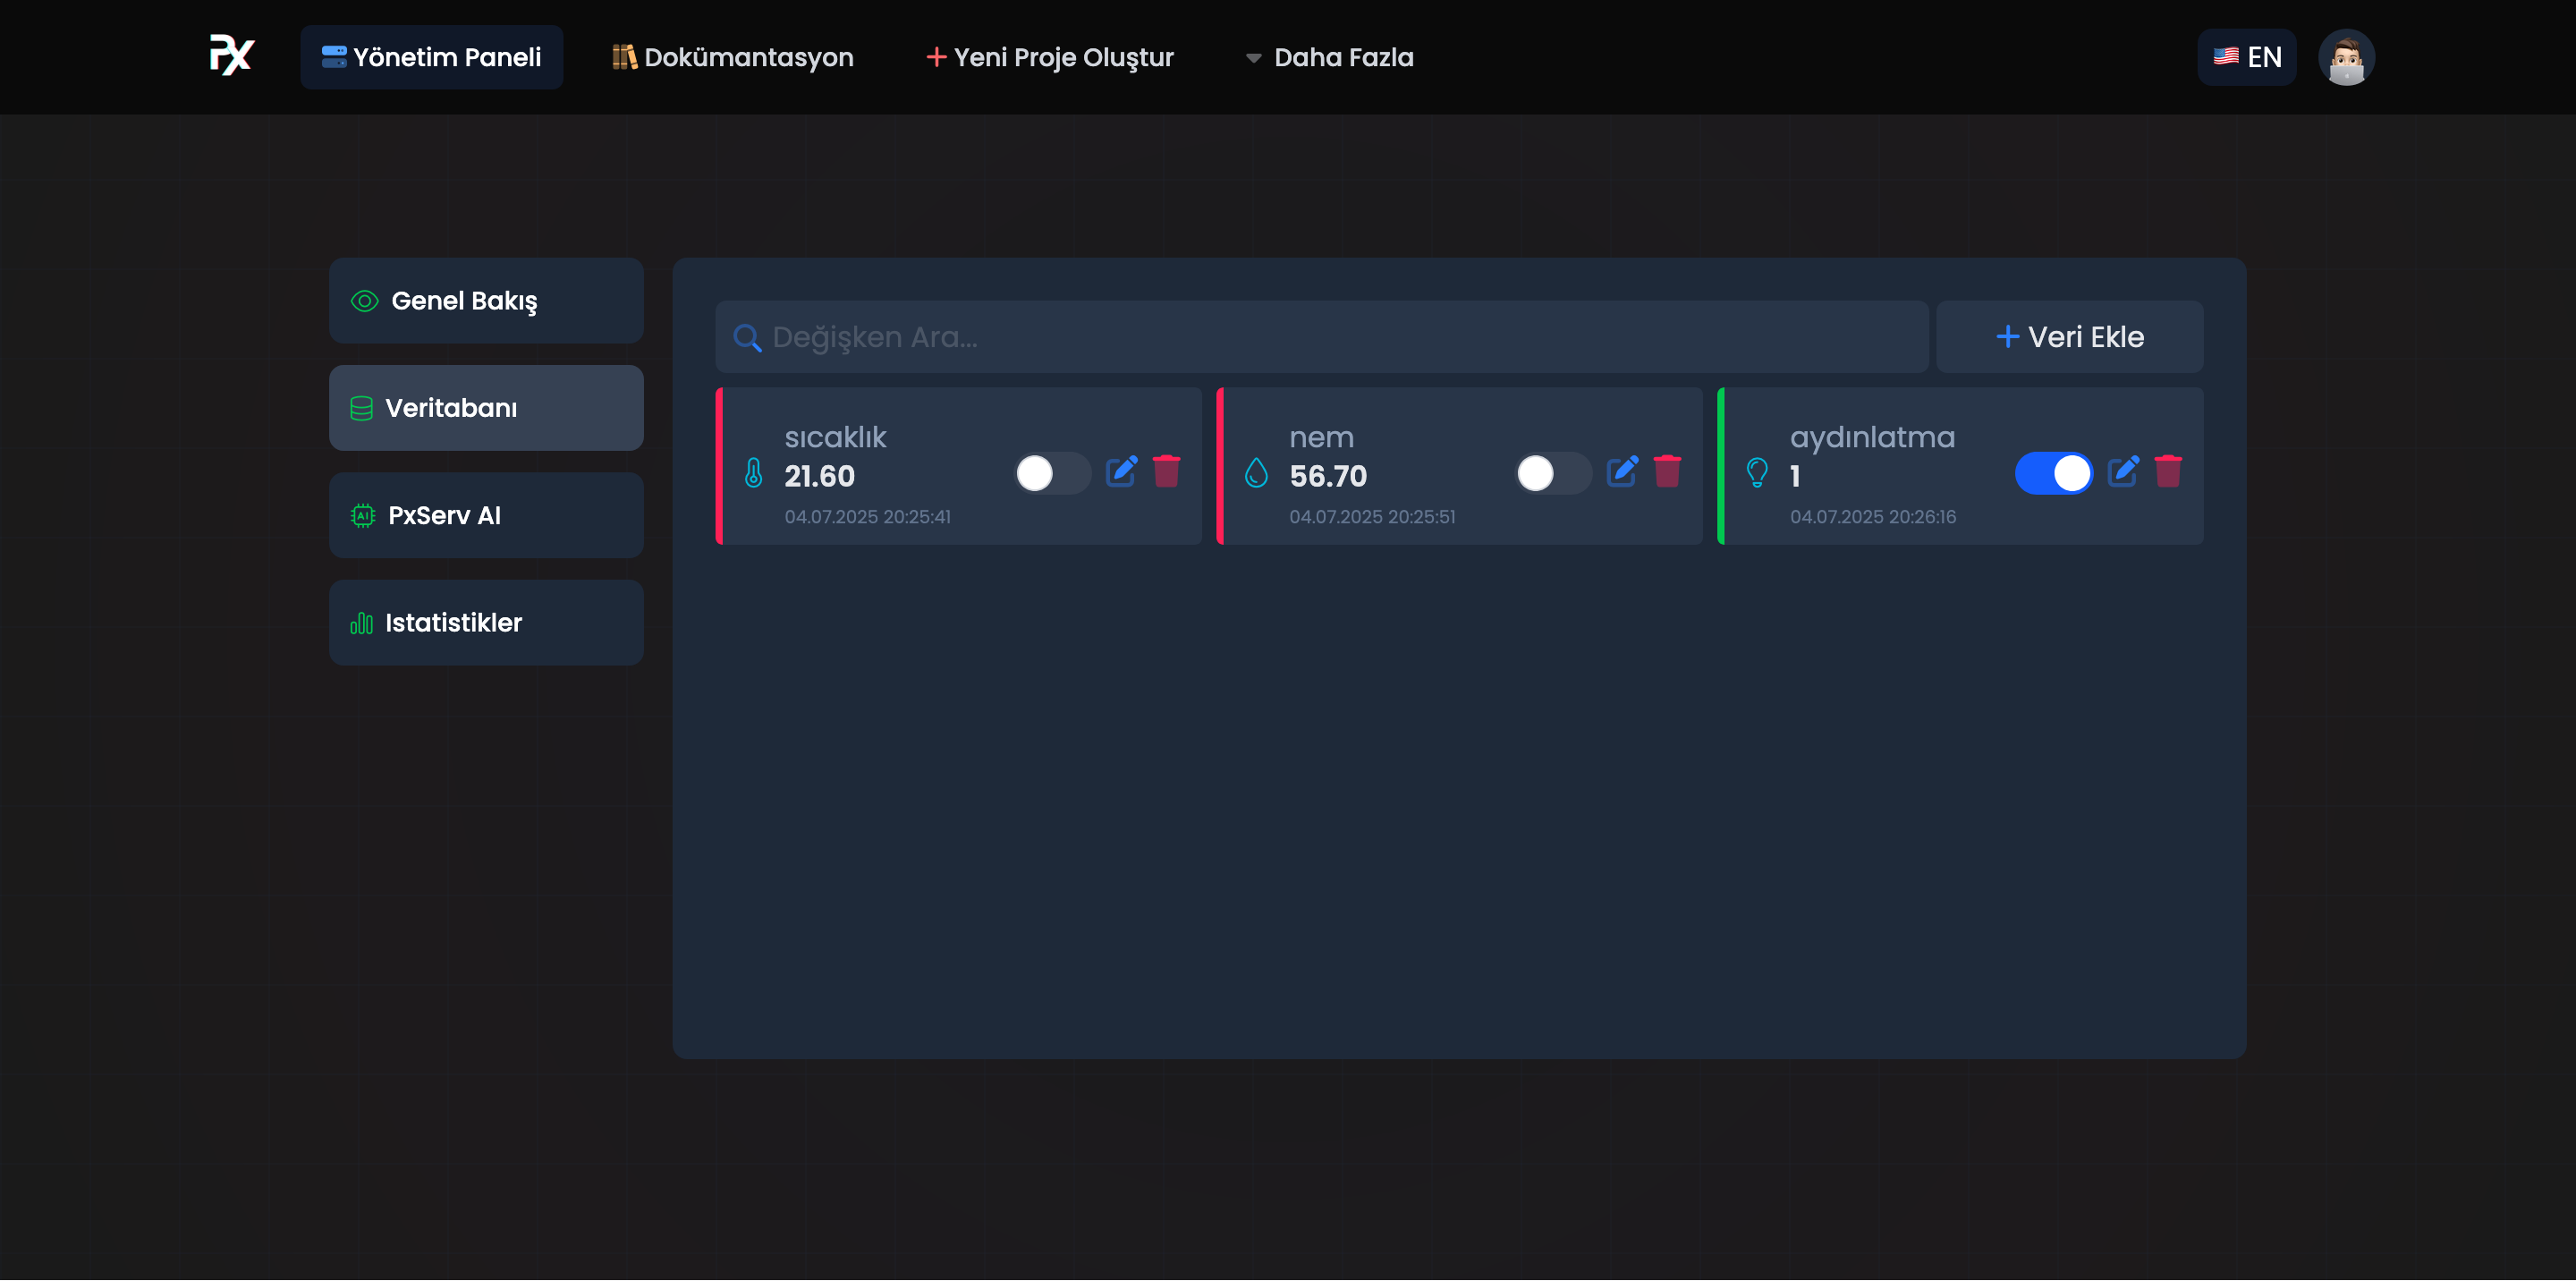 PX
Yönetim Paneli
Dokümantasyon
Yeni Proje Oluştur
Daha Fazla
EN
Genel Bakış
Veritabanı
AI
PxServ AI
Istatistikler
Değişken Ara...
Veri Ekle
sıcaklık
21.60
04.07.2025 20:25:41
nem
56.70
04.07.2025 20:25:51
aydınlatma
1
04.07.2025 20:26:16